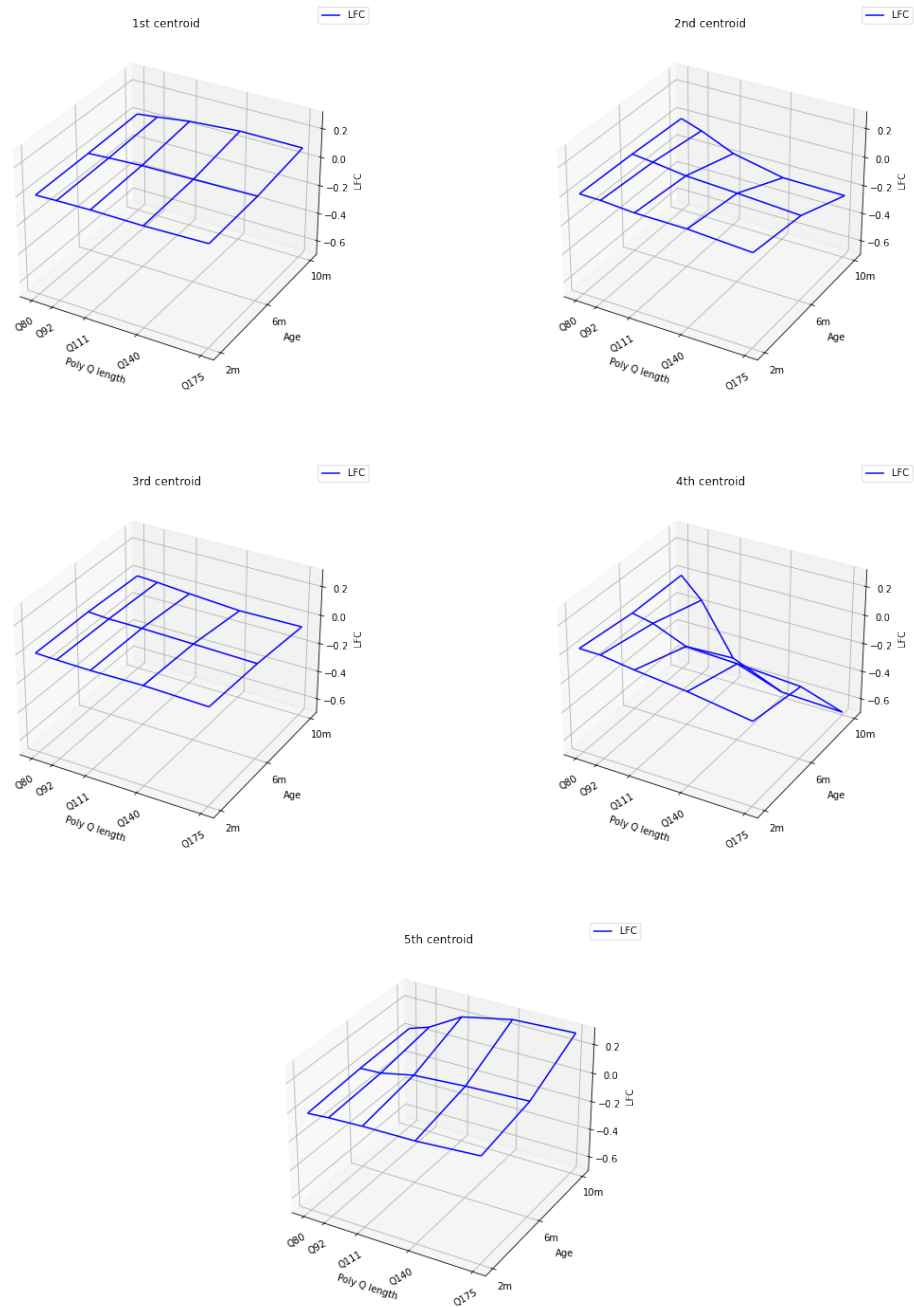 1st centroid
LFC
0.2
0.0
−0.2
−0.4
−0.6
LFC
10m
6m
2m
Age
Q80
Q92
Q111
Q140
Q175
Poly Q length
2nd centroid
LFC
0.2
0.0
−0.2
−0.4
−0.6
LFC
10m
6m
2m
Age
Q80
Q92
Q111
Q140
Q175
Poly Q length
3rd centroid
LFC
0.2
0.0
−0.2
−0.4
−0.6
LFC
10m
6m
2m
Age
Q80
Q92
Q111
Q140
Q175
Poly Q length
4th centroid
LFC
0.2
0.0
−0.2
−0.4
−0.6
LFC
10m
6m
2m
Age
Q80
Q92
Q111
Q140
Q175
Poly Q length
5th centroid
LFC
0.2
0.0
−0.2
−0.4
−0.6
LFC
10m
6m
2m
Age
Q80
Q92
Q111
Q140
Q175
Poly Q length